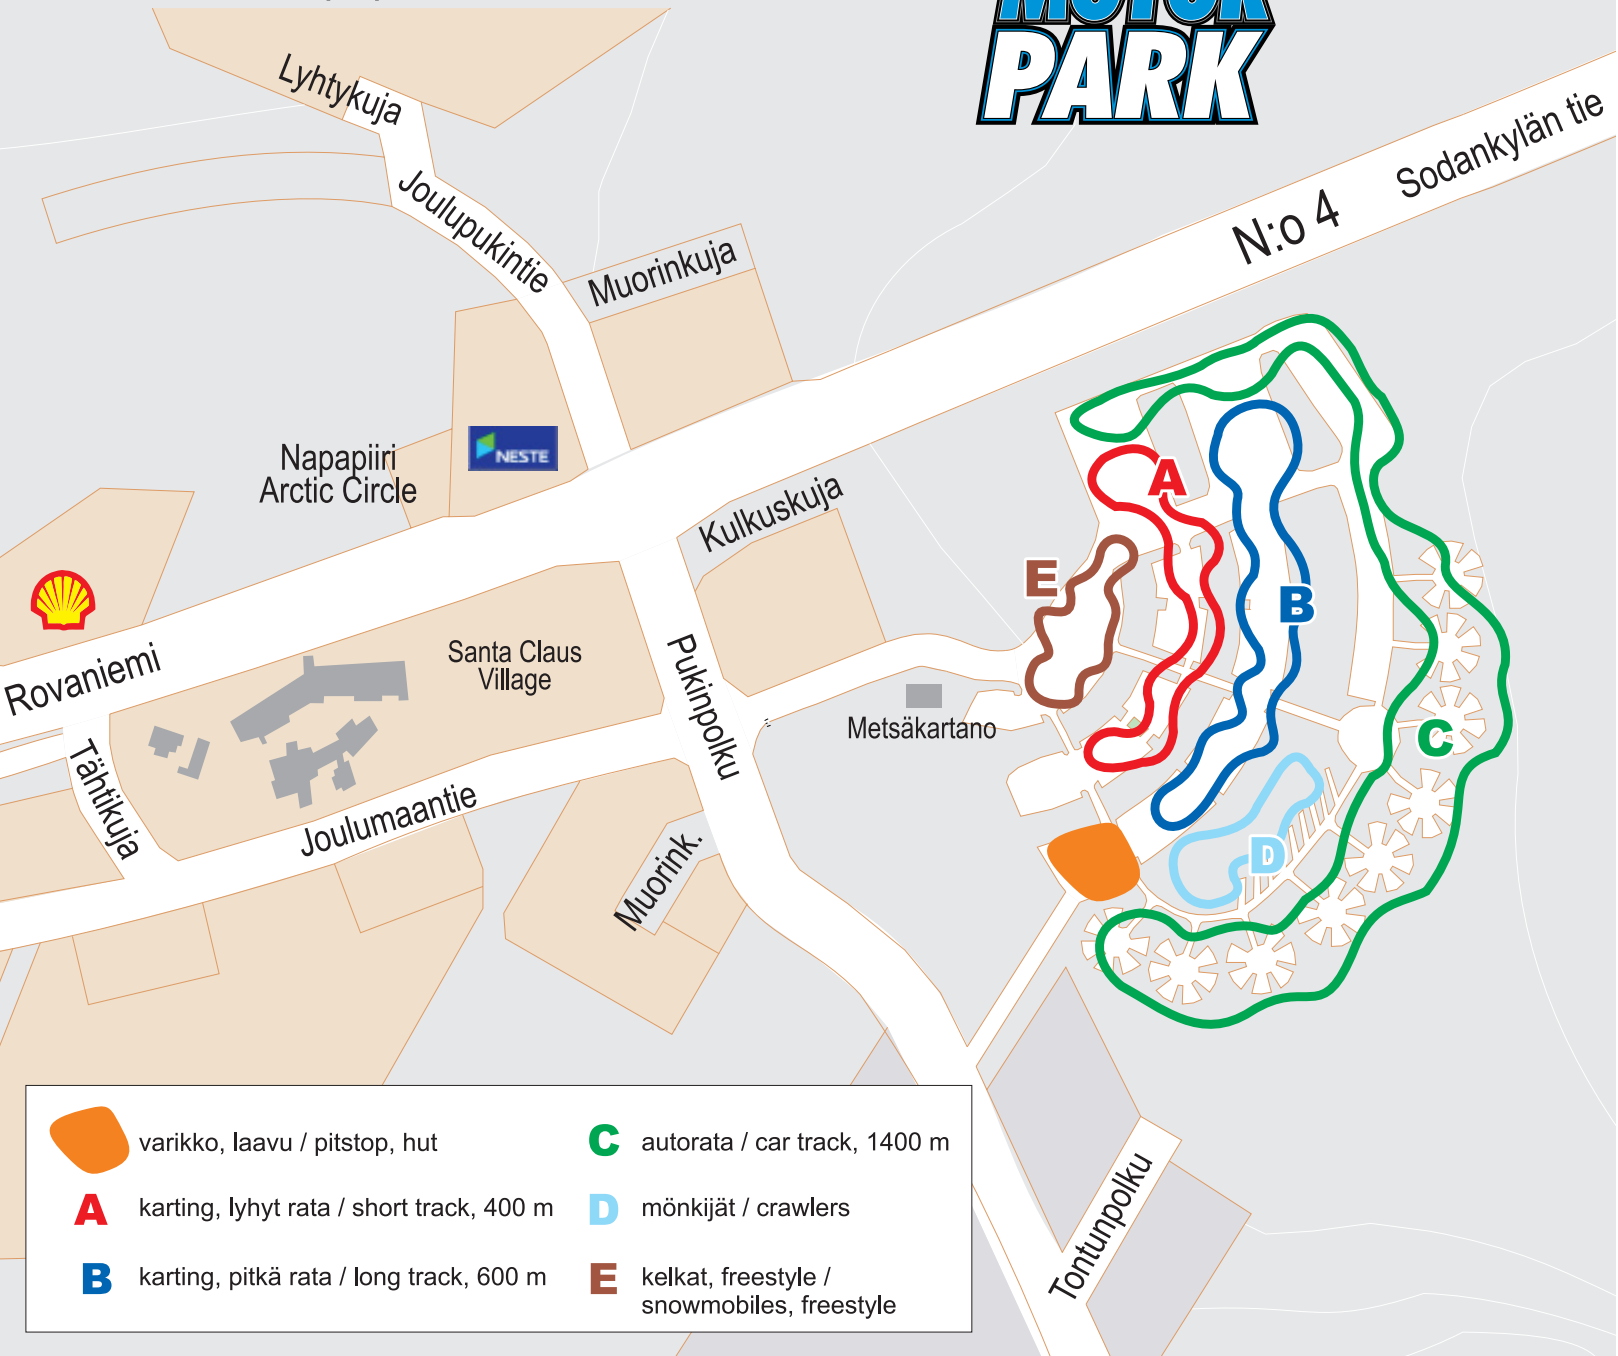 MOTOR
PARK
Lyhtykuja
Joulupukintie
Muorinkuja
N:o 4
Sodankylän tie
Napapiiri
Arctic Circle
NESTE
Kulkuskuja
Rovaniemi
Santa Claus
Village
Pukinpolku
Metsäkartano
Tähtikuja
Joulumaantie
Muorink.
Tontunpolku
A
B
C
D
E
varikko, laavu / pitstop, hut
A karting, lyhyt rata / short track, 400 m
B karting, pitkä rata / long track, 600 m
C autorata / car track, 1400 m
D mönkijät / crawlers
E kelkat, freestyle /
snowmobiles, freestyle